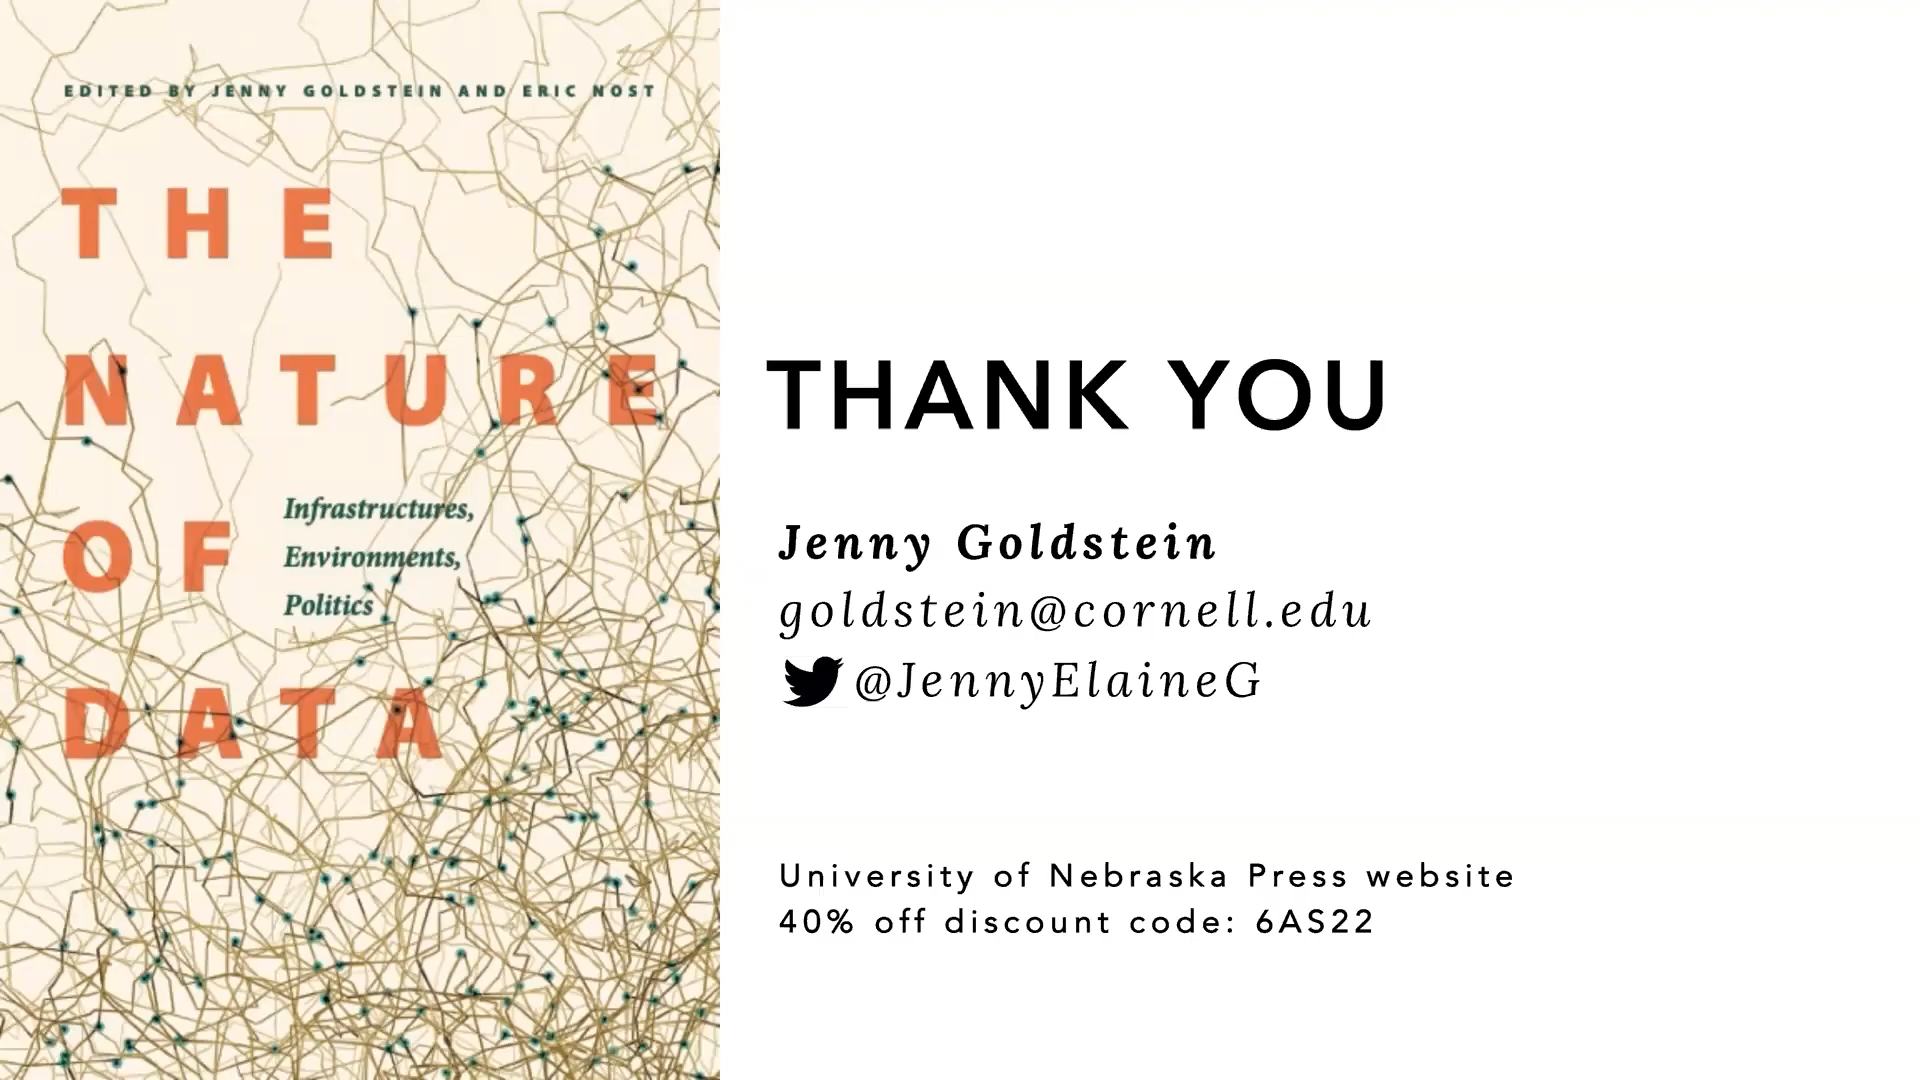 EDITED BY JENNY GOLDSTEIN AND ERIC NOST
THE
NATURE
OF
Infrastructures,
Environments,
Politics
DATA
THANK YOU
Jenny Goldstein
goldstein@cornell.edu
@JennyElaineG
University of Nebraska Press website
40% off discount code: 6AS22